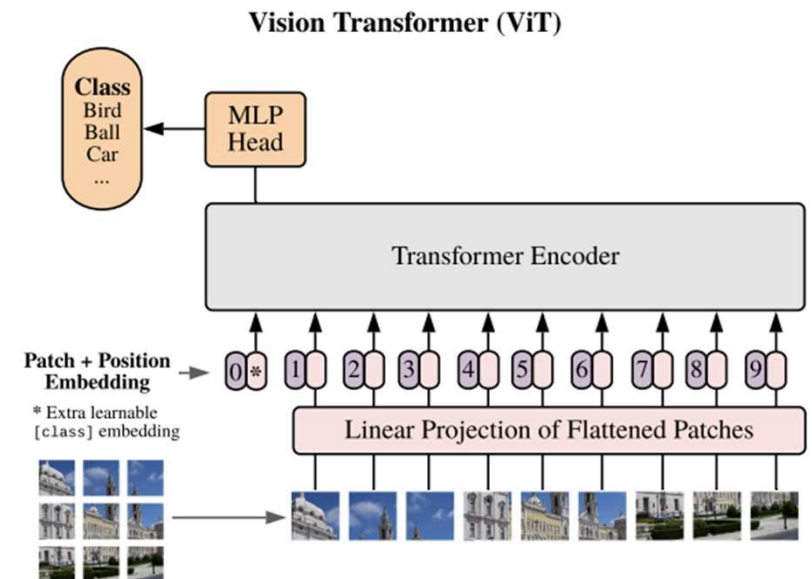 Vision Transformer (ViT)
Class
Bird
Ball
Car
...
MLP
Head
Transformer Encoder
Patch + Position
Embedding
0 * 1 2 3 4 5 6 7 8 9
* Extra learnable
[class] embedding
Linear Projection of Flattened Patches